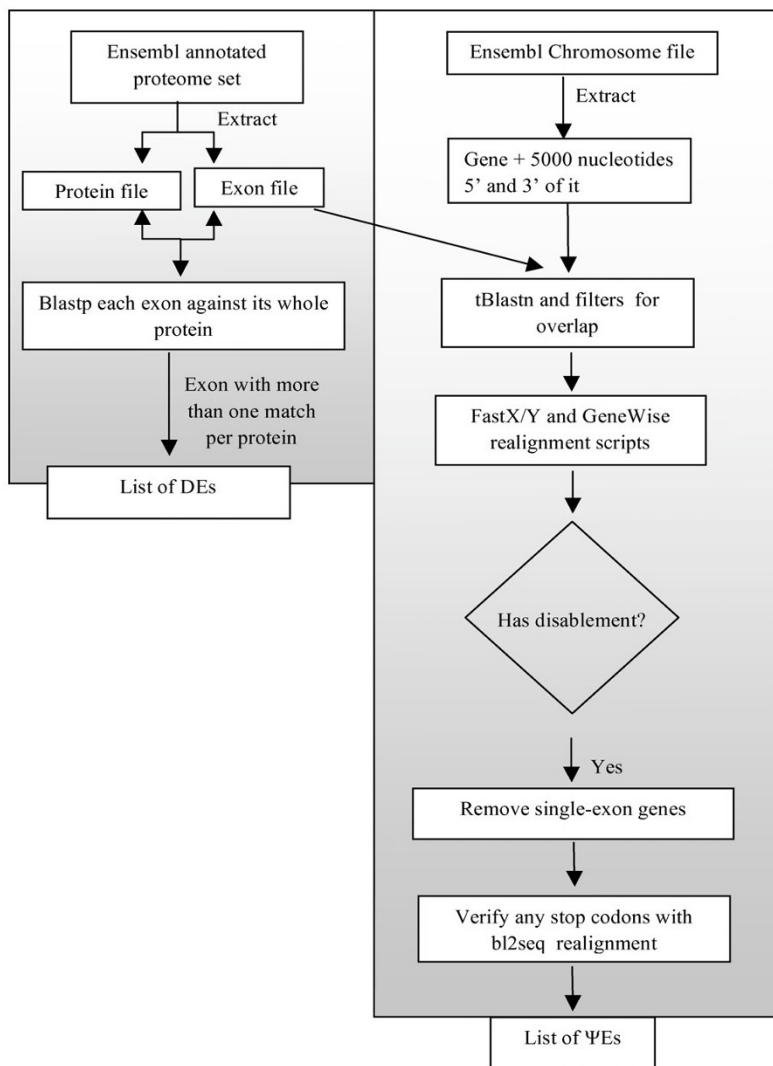 Ensembl annotated
proteome set
Extract
Protein file
Exon file
Blastp each exon against its whole
protein
Exon with more
than one match
per protein
List of DEs
Ensembl Chromosome file
Extract
Gene + 5000 nucleotides
5’ and 3’ of it
tBlastn and filters for
overlap
FastX/Y and GeneWise
realignment scripts
Has disablement?
Yes
Remove single-exon genes
Verify any stop codons with
bl2seq realignment
List of ΨEs